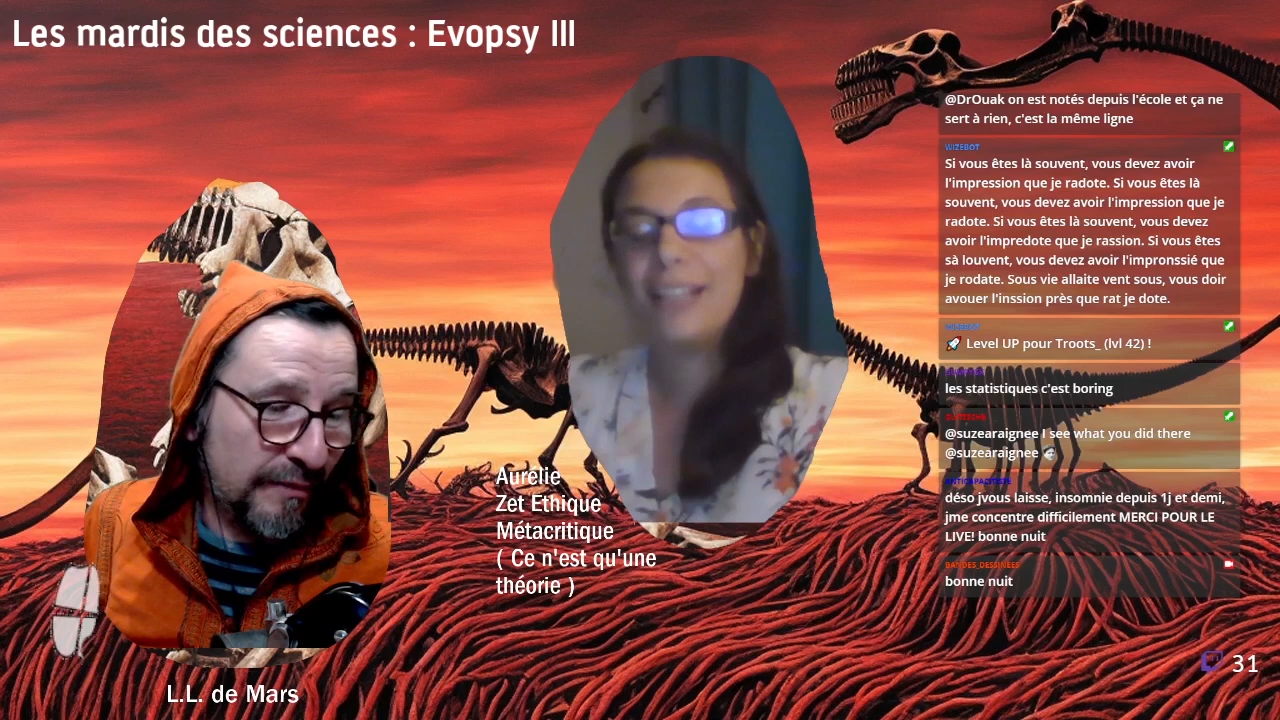 Les mardis des sciences : Evopsy III
@DrOuak on est notés depuis l'école et ça ne
sert à rien, c'est la même ligne
WIZEBOT
Si vous êtes là souvent, vous devez avoir
l'impression que je radote. Si vous êtes là
souvent, vous devez avoir l'impression que je
radote. Si vous êtes là souvent, vous devez
avoir l'impredote que je rassion. Si vous êtes
sà louvent, vous devez avoir l'impronssié que
je rodate. Sous vie allaite vent sous, vous doir
avouer l'inssion près que rat je dote.
Level UP pour Troots_ (lvl 42) !
les statistiques c'est boring
@suzearaignee I see what you did there
@suzearaignee
déso jvous laisse, insomnie depuis 1j et demi,
jme concentre difficilement MERCI POUR LE
LIVE! bonne nuit
BANDES_DESSINEES
bonne nuit
Aurélie
Zet Ethique
Métacritique
( Ce n'est qu'une
théorie )
31
L.L. de Mars